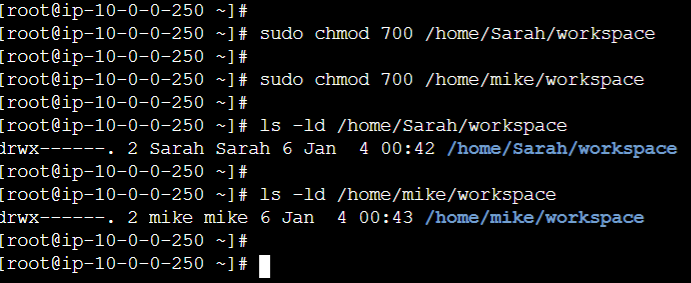 [root@ip-10-0-0-250 ~]#
[root@ip-10-0-0-250 ~]# sudo chmod 700 /home/Sarah/workspace
[root@ip-10-0-0-250 ~]#
[root@ip-10-0-0-250 ~]# sudo chmod 700 /home/mike/workspace
[root@ip-10-0-0-250 ~]#
[root@ip-10-0-0-250 ~]# ls -ld /home/Sarah/workspace
drwx------. 2 Sarah Sarah 6 Jan  4 00:42 /home/Sarah/workspace
[root@ip-10-0-0-250 ~]#
[root@ip-10-0-0-250 ~]# ls -ld /home/mike/workspace
drwx------. 2 mike mike 6 Jan  4 00:43 /home/mike/workspace
[root@ip-10-0-0-250 ~]#
[root@ip-10-0-0-250 ~]#